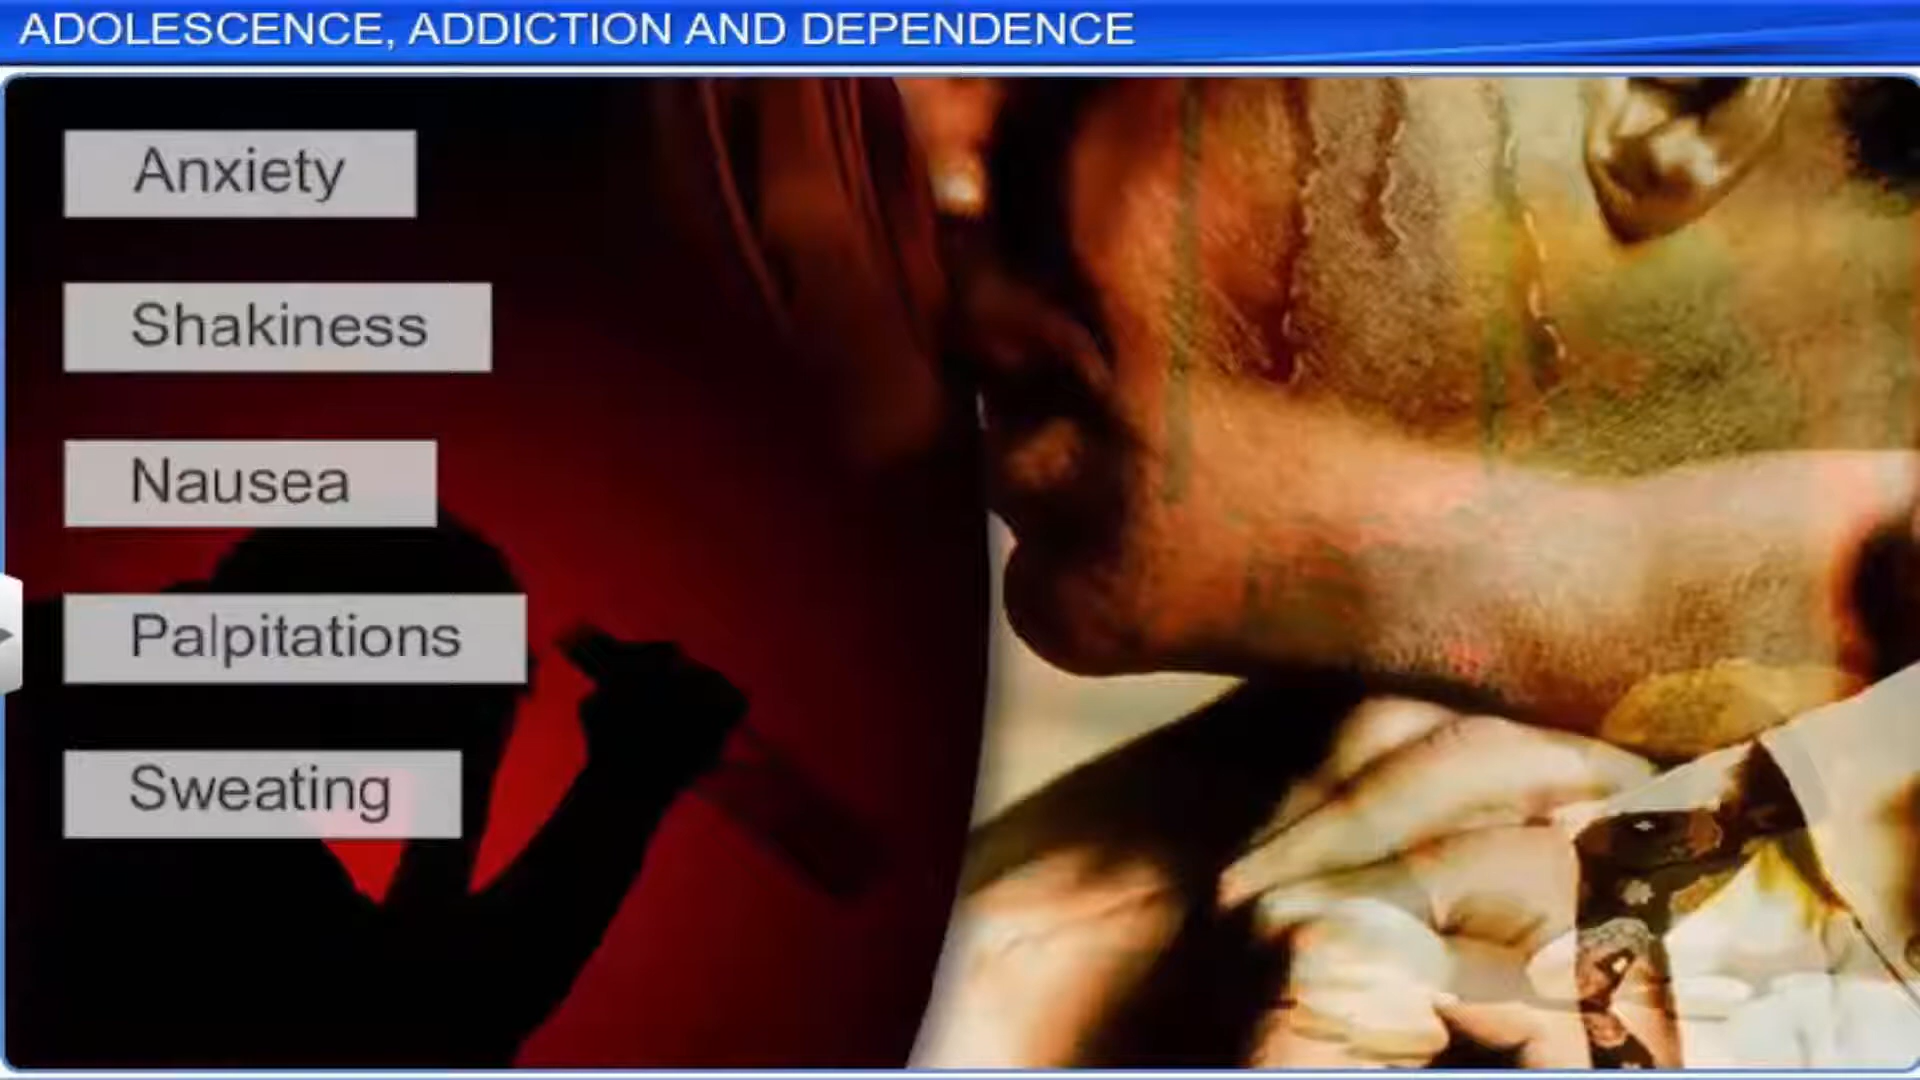 ADOLESCENCE, ADDICTION AND DEPENDENCE
Anxiety
Shakiness
Nausea
Palpitations
Sweating